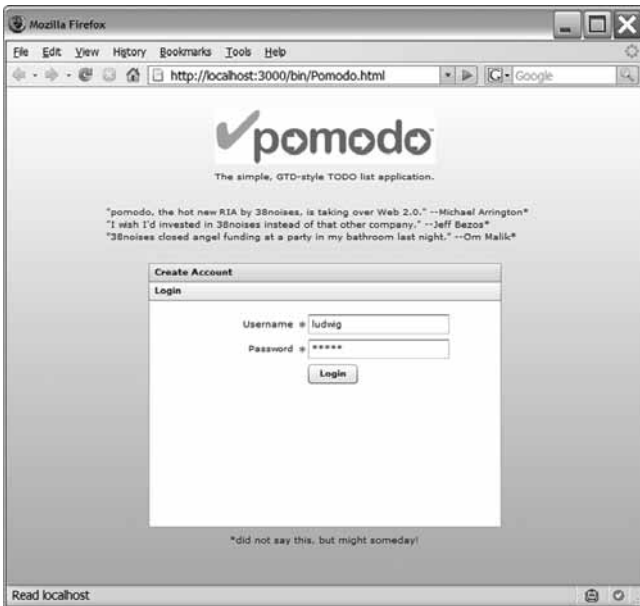 Mozilla Firefox
File Edit View History Bookmarks Tools Help
http://localhost:3000/bin/Pomodo.html
G Google
pomodo
The simple, GTD-style TODO list application.
"pomodo, the hot new RIA by 38noises, is taking over Web 2.0." --Michael Arrington*
"I wish I'd invested in 38noises instead of that other company." --Jeff Bezos*
"38noises closed angel funding at a party in my bathroom last night." --Om Malik*
Create Account
Login
Username * ludwig
Password * *****
Login
*did not say this, but might someday!
Read localhost